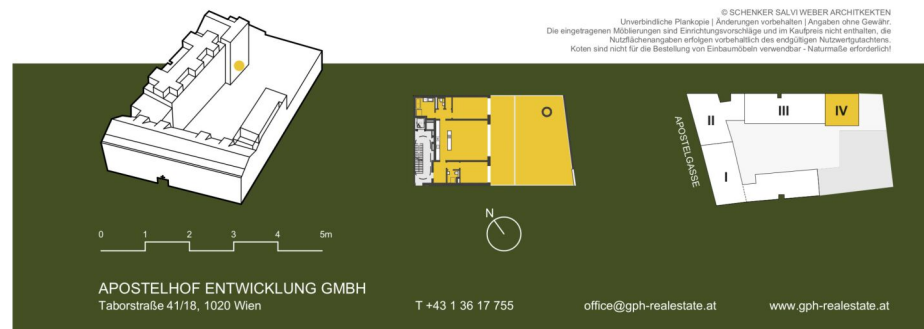 © SCHENKER SALVI WEBER ARCHITKEKTEN
Unverbindliche Plankopie | Änderungen vorbehalten | Angaben ohne Gewähr.
Die eingetragenen Möblierungen sind Einrichtungsvorschläge und im Kaufpreis nicht enthalten, die
Nutzflächenangaben erfolgen vorbehaltlich des endgültigen Nutzwertgutachtens.
Koten sind nicht für die Bestellung von Einbaumöbeln verwendbar - Naturmaße erforderlich!
II
III
IV
APOSTELGASSE
I
N
0 1 2 3 4 5m
APOSTELHOF ENTWICKLUNG GMBH
Taborstraße 41/18, 1020 Wien
T +43 1 36 17 755
office@gph-realestate.at
www.gph-realestate.at